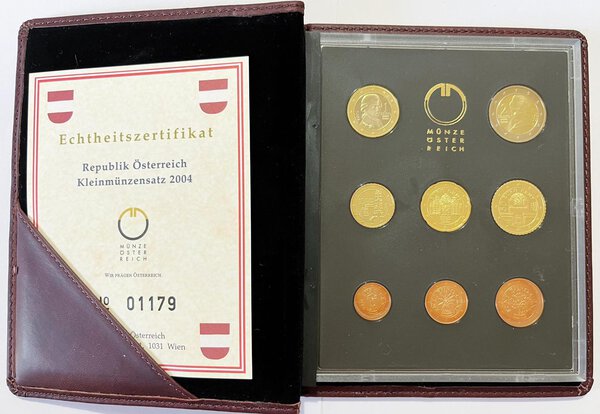 Echtheitszertifikat
Republik Österreich
Kleinmünzensatz 2004
MÜNZE
ÖSTER
REICH
WIR PRÄGEN ÖSTERREICH.
01179
Österreich
1031 Wien
MÜNZE
ÖSTER
REICH